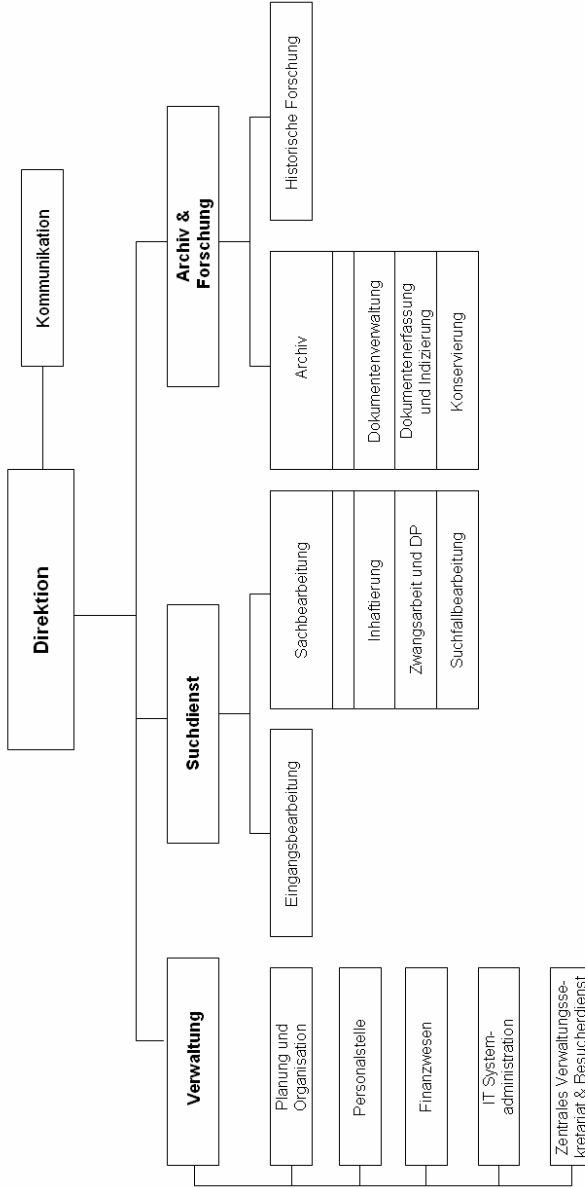 Direktion
Kommunikation
Verwaltung
Planung und
Organisation
Personalstelle
Finanzwesen
IT System-
administration
Zentrales Verwaltungsse-
kretariat & Besucherdienst
Suchdienst
Eingangsbearbeitung
Sachbearbeitung
Inhaftierung
Zwangsarbeit und DP
Suchfallbearbeitung
Archiv &
Forschung
Archiv
Dokumentenverwaltung
Dokumentenerfassung
und Indizierung
Konservierung
Historische Forschung